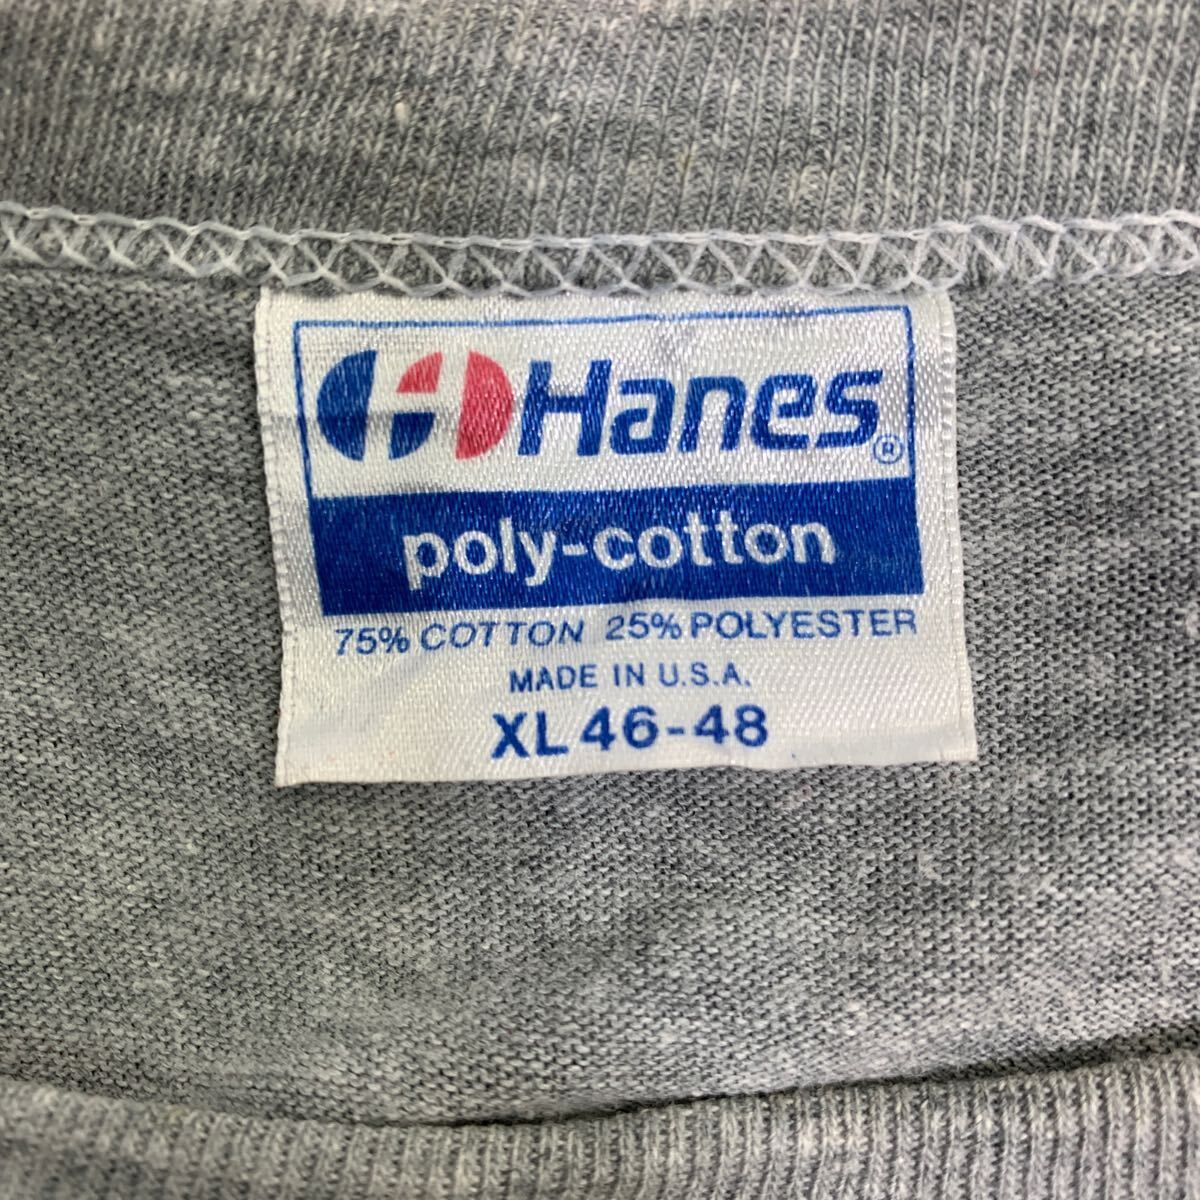 Hanes®
poly-cotton
75% COTTON 25% POLYESTER
MADE IN U.S.A.
XL 46-48